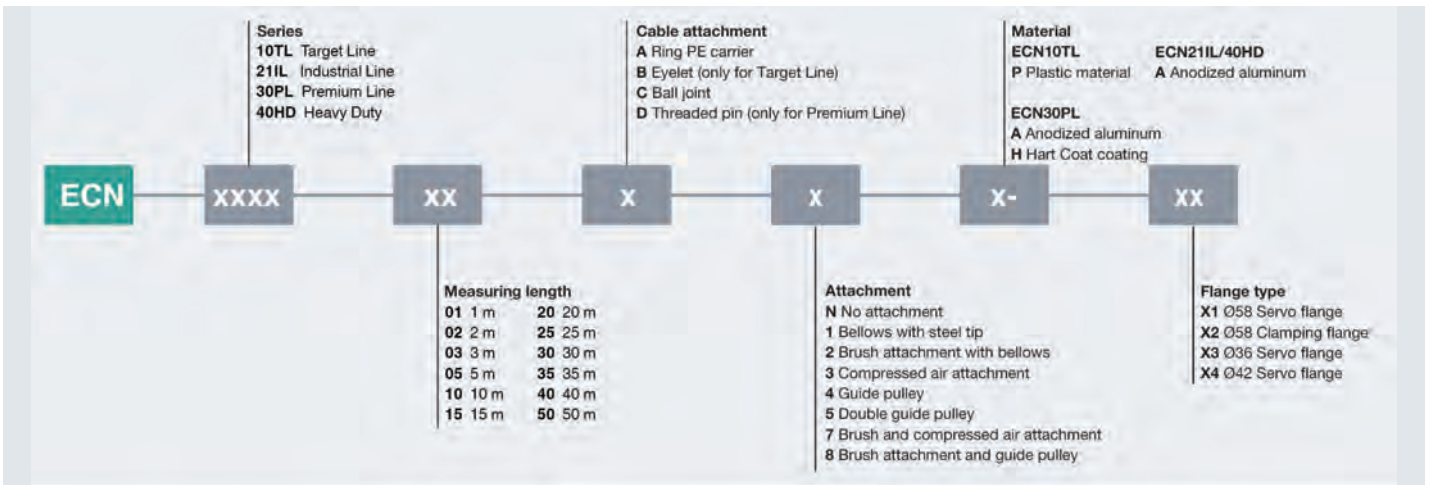 Series
10TL Target Line
21IL Industrial Line
30PL Premium Line
40HD Heavy Duty
Cable attachment
A Ring PE carrier
B Eyelet (only for Target Line)
C Ball joint
D Threaded pin (only for Premium Line)
Material
ECN10TL ECN21IL/40HD
P Plastic material A Anodized aluminum
ECN30PL
A Anodized aluminum
H Hart Coat coating
ECN XXXX XX X X X- XX
Measuring length
01 1 m 20 20 m
02 2 m 25 25 m
03 3 m 30 30 m
05 5 m 35 35 m
10 10 m 40 40 m
15 15 m 50 50 m
Attachment
N No attachment
1 Bellows with steel tip
2 Brush attachment with bellows
3 Compressed air attachment
4 Guide pulley
5 Double guide pulley
7 Brush and compressed air attachment
8 Brush attachment and guide pulley
Flange type
X1 Ø58 Servo flange
X2 Ø58 Clamping flange
X3 Ø36 Servo flange
X4 Ø42 Servo flange